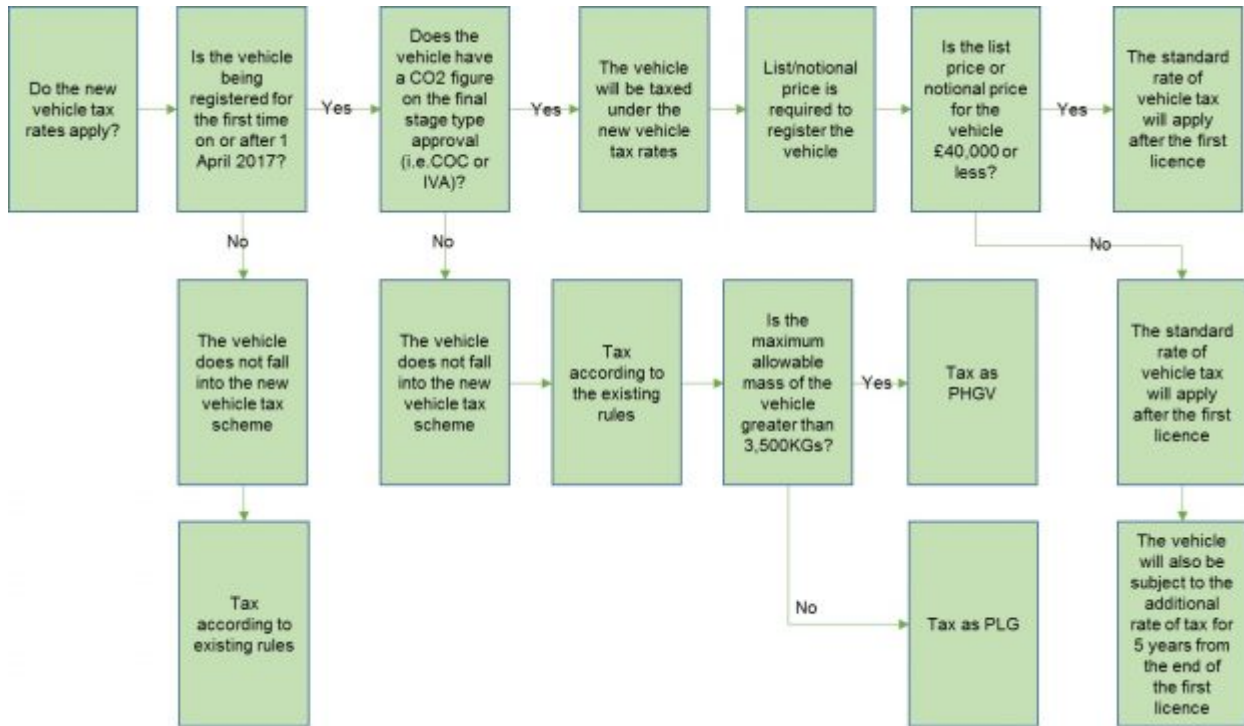 Do the new
vehicle tax
rates apply?
Is the vehicle
being
registered for
the first time
on or after 1
April 2017?
Yes
Does the
vehicle have
a CO2 figure
on the final
stage type
approval
(i.e.COC or
IVA)?
Yes
The vehicle
will be taxed
under the
new vehicle
tax rates
List/notional
price is
required to
register the
vehicle
Is the list
price or
notional price
for the
vehicle
£40,000 or
less?
Yes
The standard
rate of
vehicle tax
will apply
after the first
licence
No
No
No
The vehicle
does not fall
into the new
vehicle tax
scheme
The vehicle
does not fall
into the new
vehicle tax
scheme
Tax
according to
the existing
rules
Is the
maximum
allowable
mass of the
vehicle
greater than
3,500KGs?
Yes
Tax as
PHGV
The standard
rate of
vehicle tax
will apply
after the first
licence
Tax
according to
existing rules
No
Tax as PLG
The vehicle
will also be
subject to the
additional
rate of tax for
5 years from
the end of
the first
licence